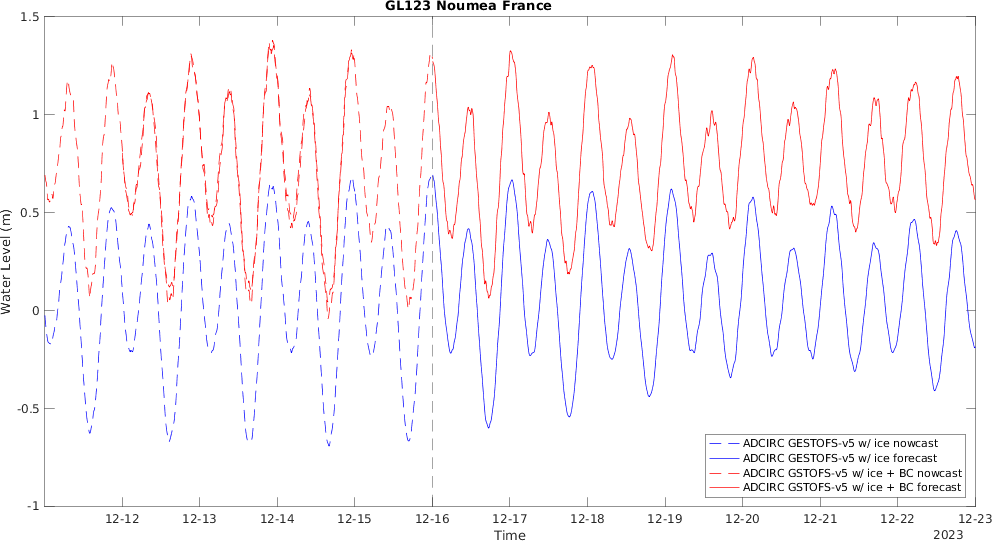 GL123 Noumea France
1.5
1
0.5
0
-0.5
-1
Water Level (m)
12-12 12-13 12-14 12-15 12-16 12-17 12-18 12-19 12-20 12-21 12-22 12-23
Time
2023
ADCIRC GESTOFS-v5 w/ ice nowcast
ADCIRC GESTOFS-v5 w/ ice forecast
ADCIRC GSTOFS-v5 w/ ice + BC nowcast
ADCIRC GSTOFS-v5 w/ ice + BC forecast